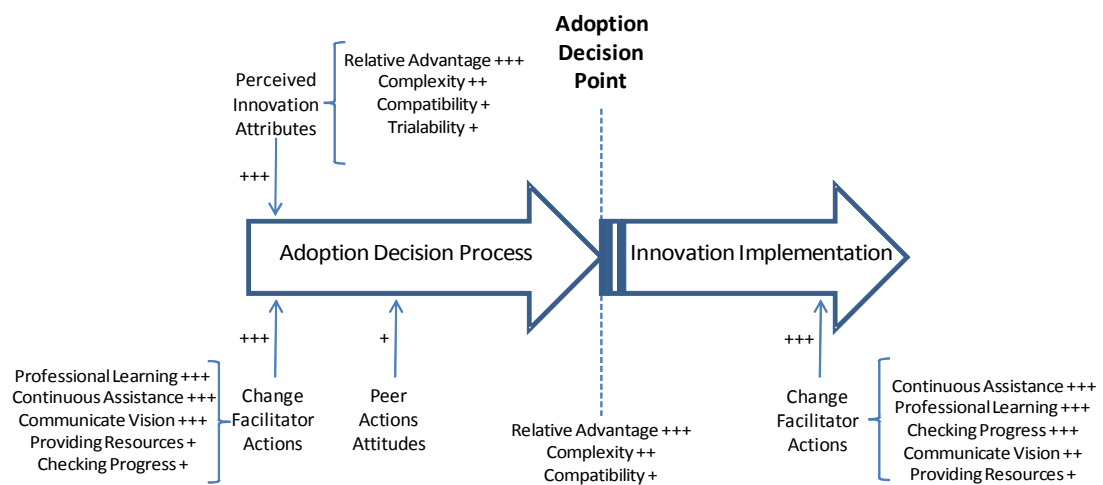 Adoption
Decision
Point
Relative Advantage +++
Complexity ++
Compatibility +
Trialability +
Perceived
Innovation
Attributes
+++
Adoption Decision Process
Innovation Implementation
+++
+
+++
Professional Learning +++
Continuous Assistance +++
Communicate Vision +++
Providing Resources +
Checking Progress +
Change
Facilitator
Actions
Peer
Actions
Attitudes
Relative Advantage +++
Complexity ++
Compatibility +
Change
Facilitator
Actions
Continuous Assistance +++
Professional Learning +++
Checking Progress +++
Communicate Vision ++
Providing Resources +